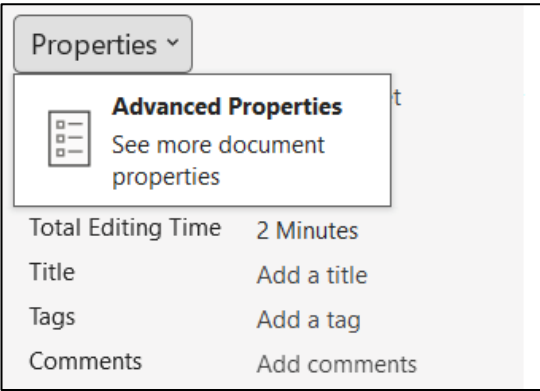 Properties
Advanced Properties
See more document
properties
Total Editing Time 2 Minutes
Title Add a title
Tags Add a tag
Comments Add comments